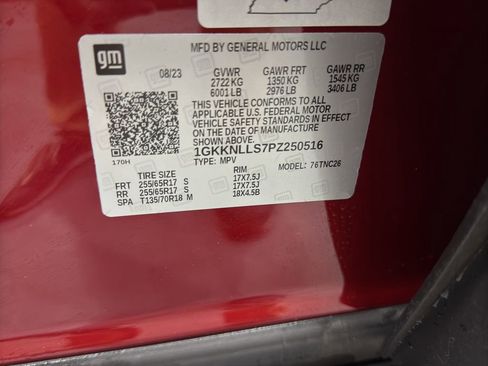 gm
MFD BY GENERAL MOTORS LLC
08/23 GVWR GAWR FRT GAWR RR
2722 KG 1350 KG 1545 KG
6001 LB 2976 LB 3406 LB
THIS VEHICLE CONFORMS TO ALL
APPLICABLE U.S. FEDERAL MOTOR
VEHICLE SAFETY STANDARDS IN
EFFECT ON THE DATE OF
MANUFACTURE SHOWN ABOVE.
1GKKNLLS7PZ250516
170H TYPE: MPV MODEL: 76TNC26
TIRE SIZE RIM
FRT 255/65R17 S 17X7.5J
RR 255/65R17 S 17X7.5J
SPA T135/70R18 M 18X4.5B